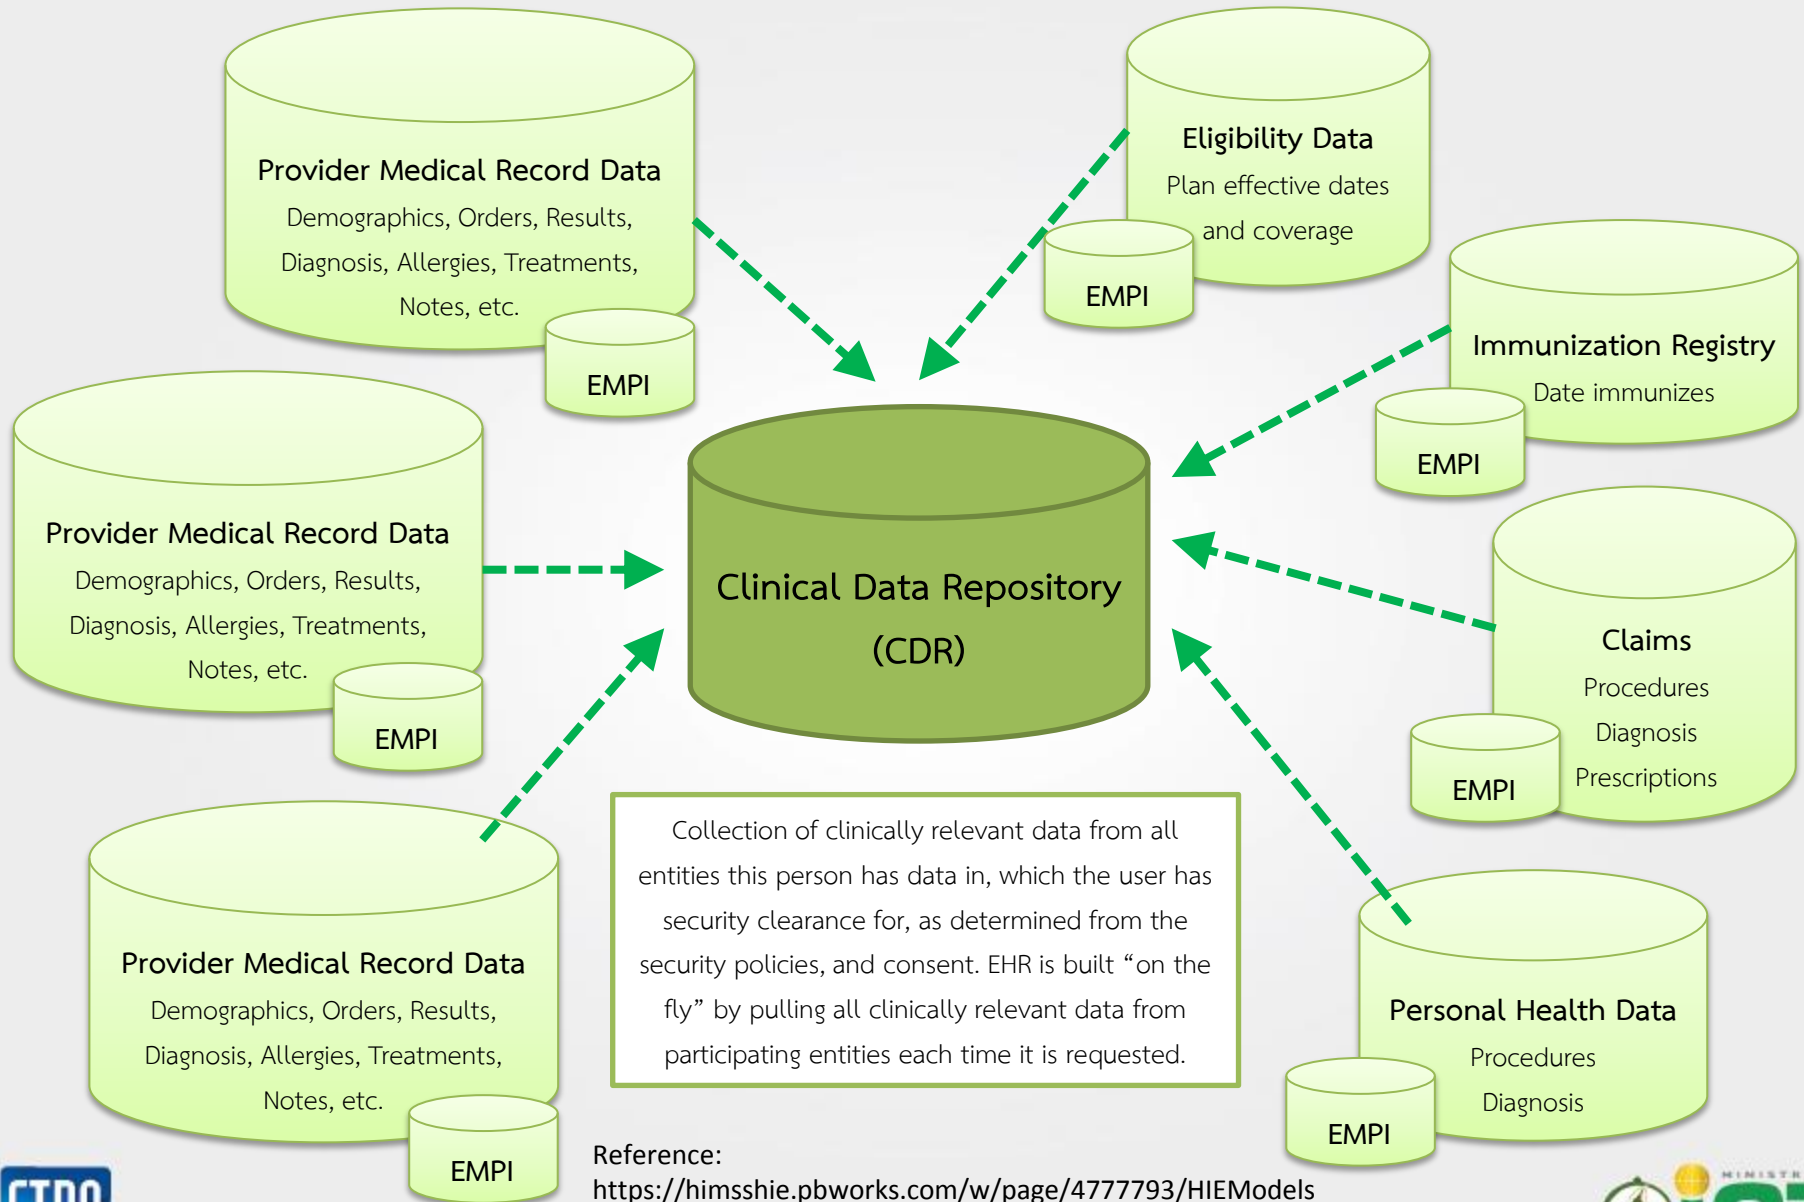 Provider Medical Record Data
Demographics, Orders, Results,
Diagnosis, Allergies, Treatments,
Notes, etc.
EMPI
Eligibility Data
Plan effective dates
and coverage
EMPI
Immunization Registry
Date immunizes
EMPI
Provider Medical Record Data
Demographics, Orders, Results,
Diagnosis, Allergies, Treatments,
Notes, etc.
EMPI
Clinical Data Repository
(CDR)
Claims
Procedures
Diagnosis
Prescriptions
EMPI
Provider Medical Record Data
Demographics, Orders, Results,
Diagnosis, Allergies, Treatments,
Notes, etc.
EMPI
Collection of clinically relevant data from all
entities this person has data in, which the user has
security clearance for, as determined from the
security policies, and consent. EHR is built “on the
fly” by pulling all clinically relevant data from
participating entities each time it is requested.
Personal Health Data
Procedures
Diagnosis
EMPI
Reference:
https://himsshie.pbworks.com/w/page/4777793/HIEModels